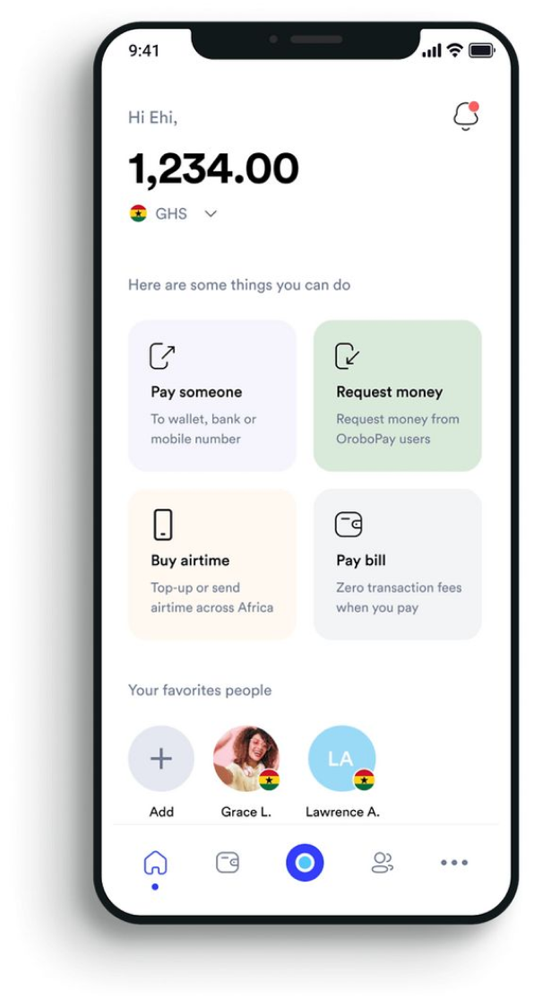 9:41
Hi Ehi,
1,234.00
GHS
Here are some things you can do
Pay someone
To wallet, bank or
mobile number
Request money
Request money from
OroboPay users
Buy airtime
Top-up or send
airtime across Africa
Pay bill
Zero transaction fees
when you pay
Your favorites people
LA
Add
Grace L.
Lawrence A.